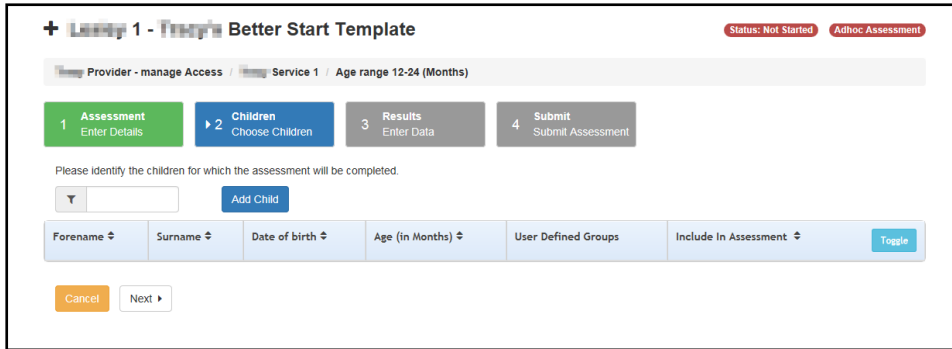 1 - Better Start Template
Status: Not Started Adhoc Assessment
Provider - manage Access / Service 1 / Age range 12-24 (Months)
1 Assessment
Enter Details
2 Children
Choose Children
3 Results
Enter Data
4 Submit
Submit Assessment
Please identify the children for which the assessment will be completed.
Add Child
Forename Surname Date of birth Age (in Months) User Defined Groups Include In Assessment Toggle
Cancel Next